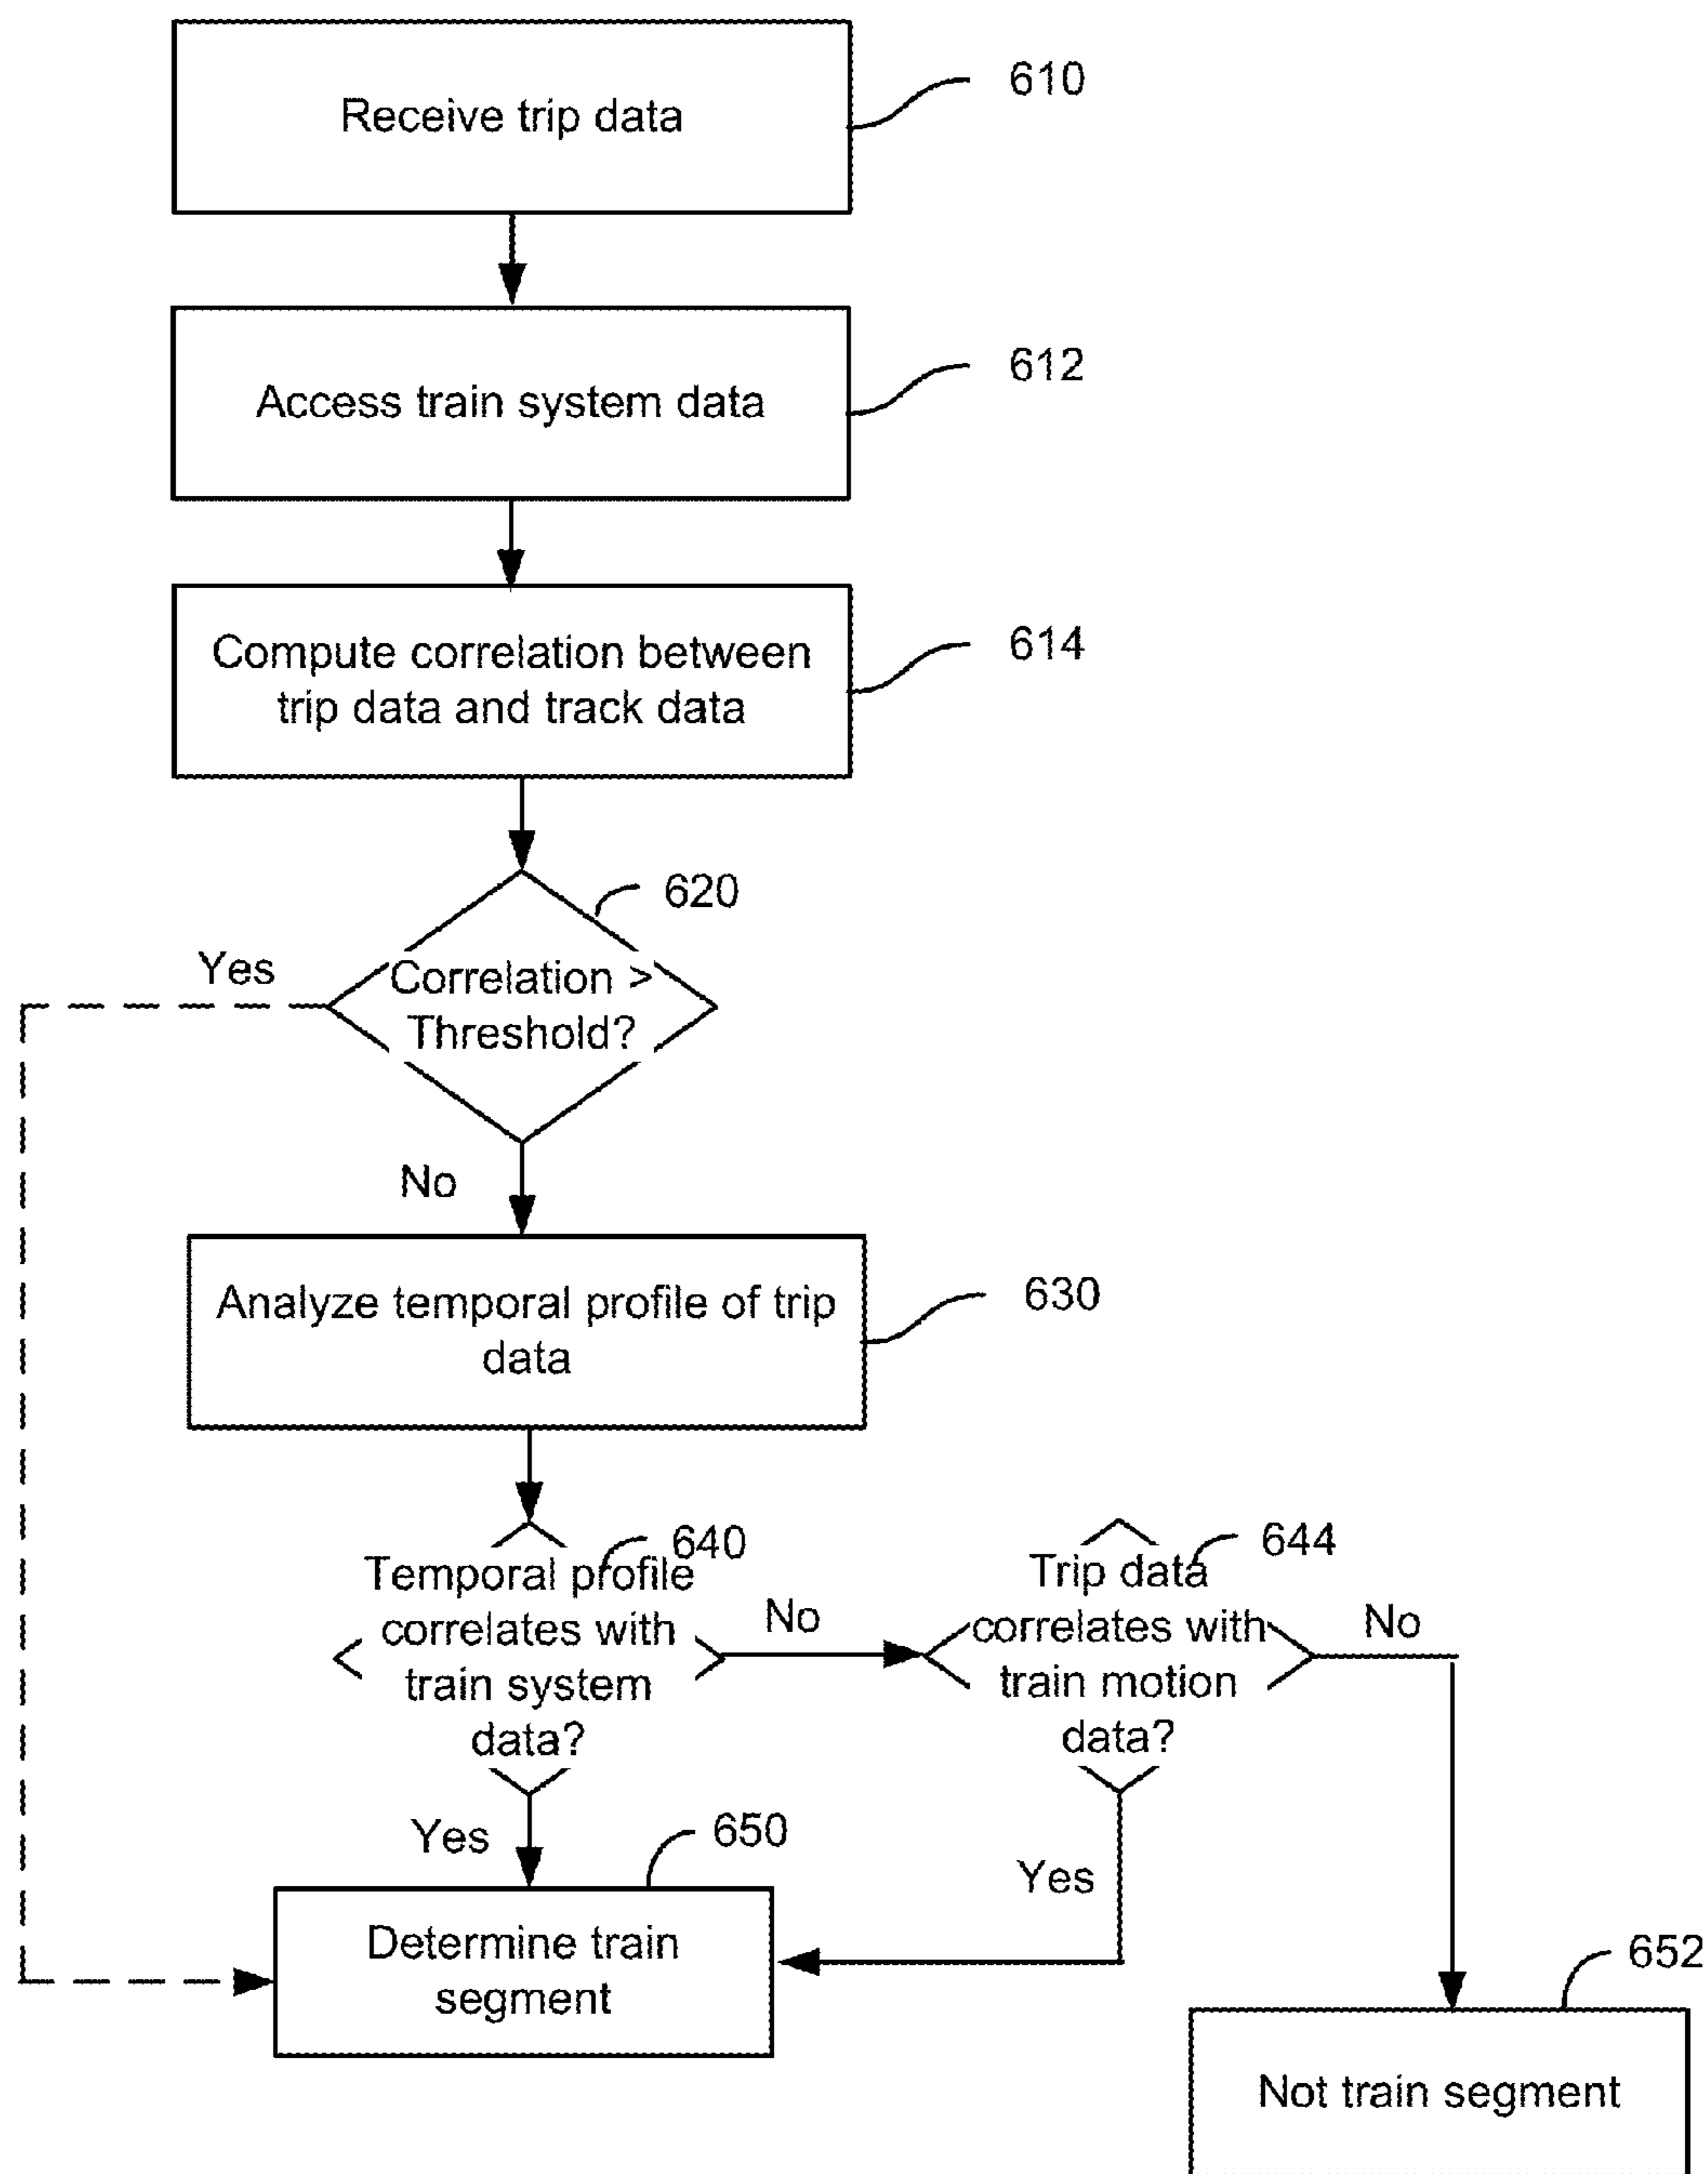 Receive trip data
610
Access train system data
612
Compute correlation between
trip data and track data
614
620
Yes
Correlation >
Threshold?
No
Analyze temporal profile of trip
data
630
640
Temporal profile
correlates with
train system
data?
No
644
Trip data
correlates with
train motion
data?
No
Yes
650
Yes
Determine train
segment
652
Not train segment